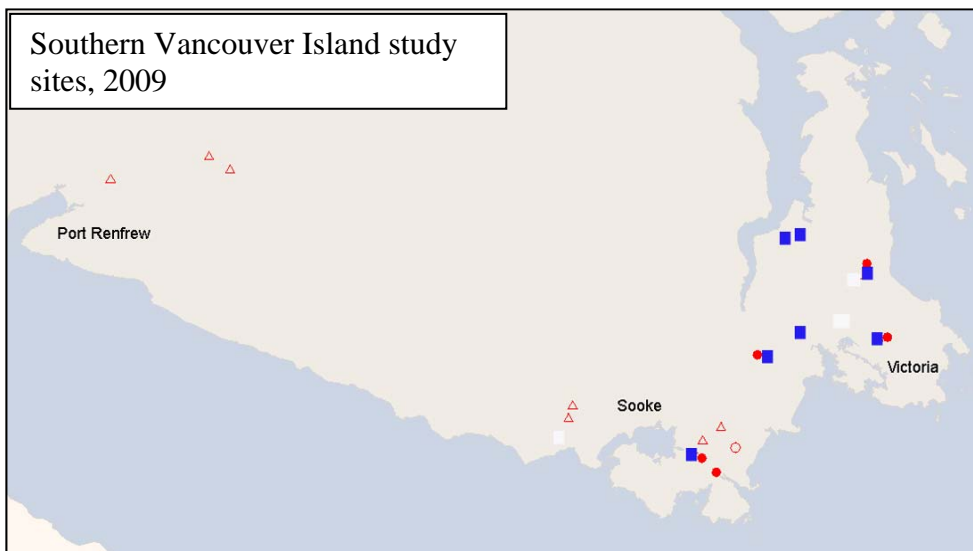 Southern Vancouver Island study
sites, 2009
Port Renfrew
Victoria
Sooke